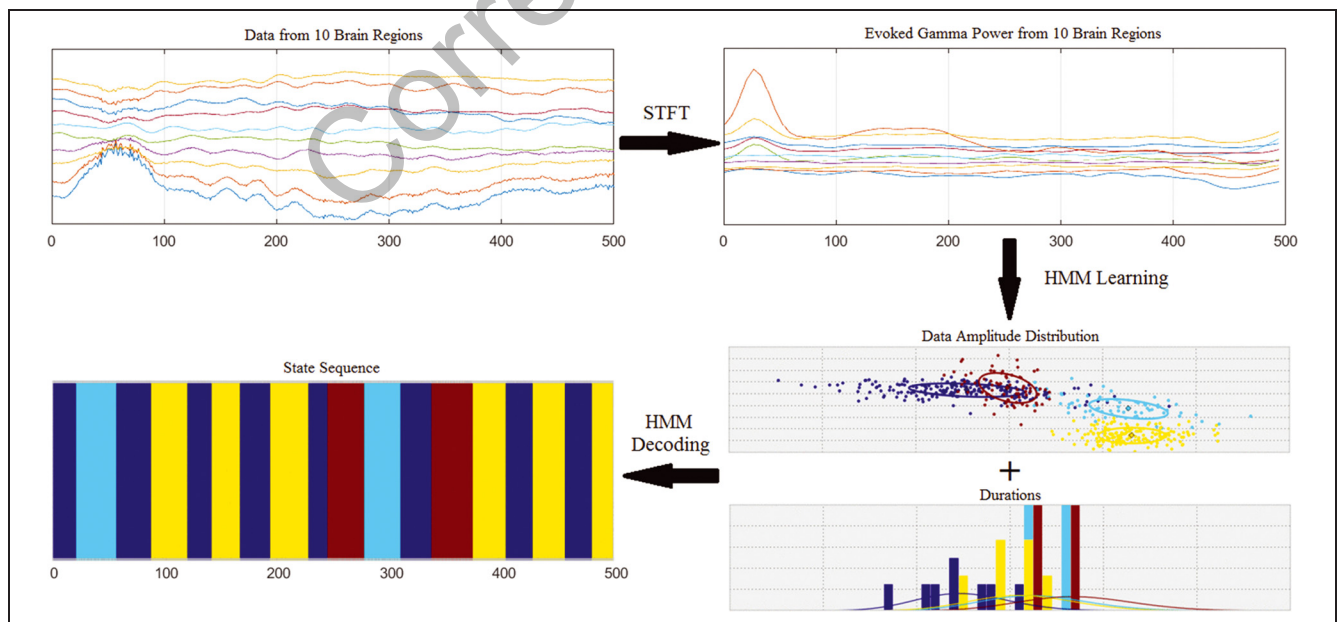 Data from 10 Brain Regions
0 100 200 300 400 500
STFT
Evoked Gamma Power from 10 Brain Regions
0 100 200 300 400 500
HMM Learning
Data Amplitude Distribution
+
Durations
HMM
Decoding
State Sequence
0 100 200 300 400 500
Corre